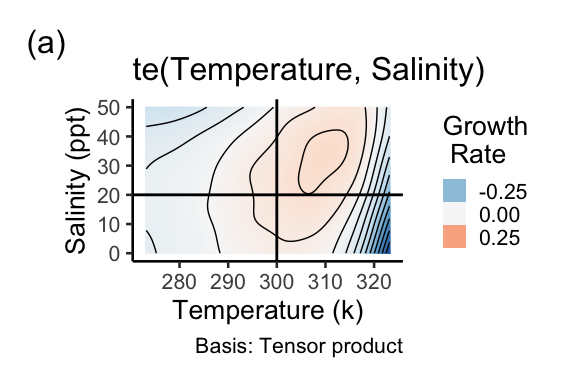 (a)
te(Temperature, Salinity)
50
40
30
20
10
0
Salinity (ppt)
280 290 300 310 320
Temperature (k)
Basis: Tensor product
Growth
Rate
-0.25
0.00
0.25